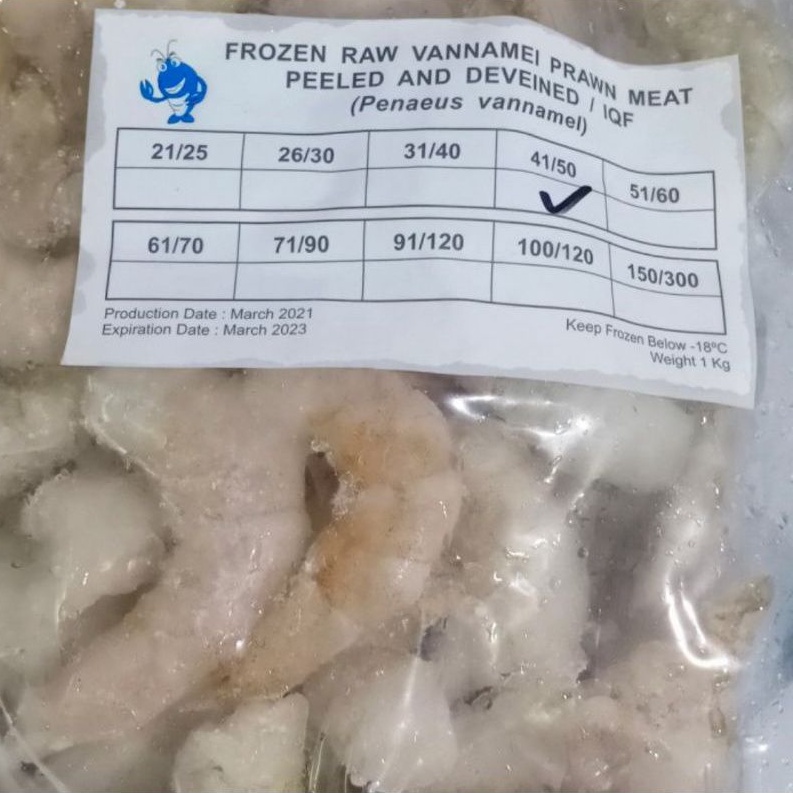 FROZEN RAW VANNAMEI PRAWN MEAT
PEELED AND DEVEINED / IQF
(Penaeus vannamel)
21/25 26/30 31/40 41/50 51/60
61/70 71/90 91/120 100/120 150/300
Production Date : March 2021
Expiration Date : March 2023
Keep Frozen Below -18ºC
Weight 1 Kg